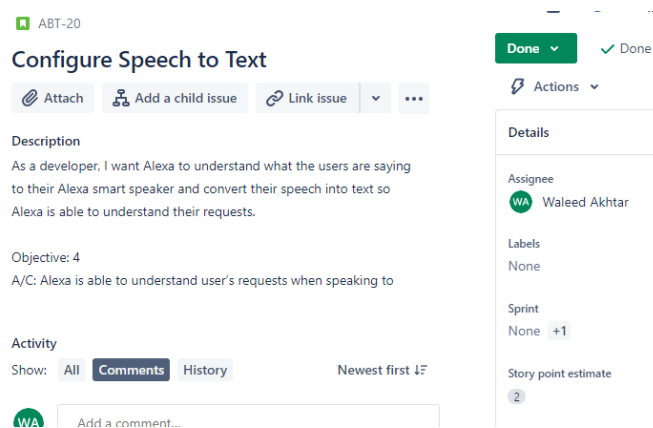 ABT-20
Configure Speech to Text
Attach
Add a child issue
Link issue
Description
As a developer, I want Alexa to understand what the users are saying
to their Alexa smart speaker and convert their speech into text so
Alexa is able to understand their requests.
Objective: 4
A/C: Alexa is able to understand user's requests when speaking to
Activity
Show: All Comments History Newest first
WA Add a comment...
Done Done
Actions
Details
Assignee
WA Waleed Akhtar
Labels
None
Sprint
None +1
Story point estimate
2